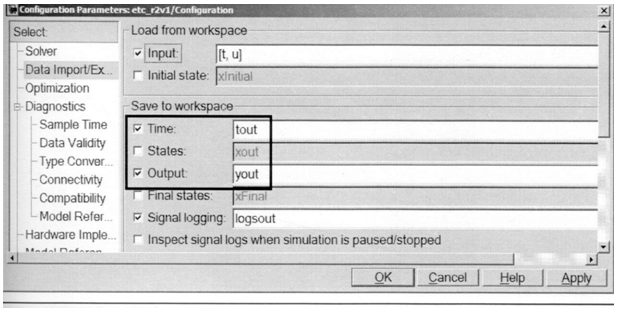 Configuration Parameters: etc_r2v1/Configuration
Select:
Solver
Data Import/Ex...
Optimization
Diagnostics
Sample Time
Data Validity
Type Conver...
Connectivity
Compatibility
Model Refer...
Hardware Imple...
Model Referen
Load from workspace
Input: [t, u]
Initial state: xInitial
Save to workspace
Time: tout
States: xout
Output: yout
Final states: xFinal
Signal logging: logsout
Inspect signal logs when simulation is paused/stopped
OK Cancel Help Apply